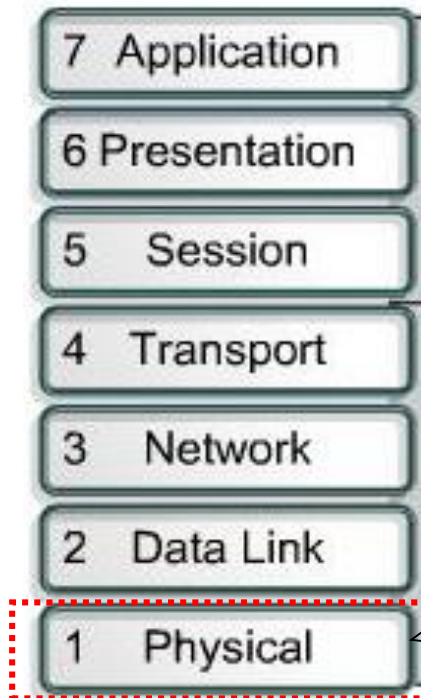 7 Application
6 Presentation
5 Session
4 Transport
3 Network
2 Data Link
1 Physical